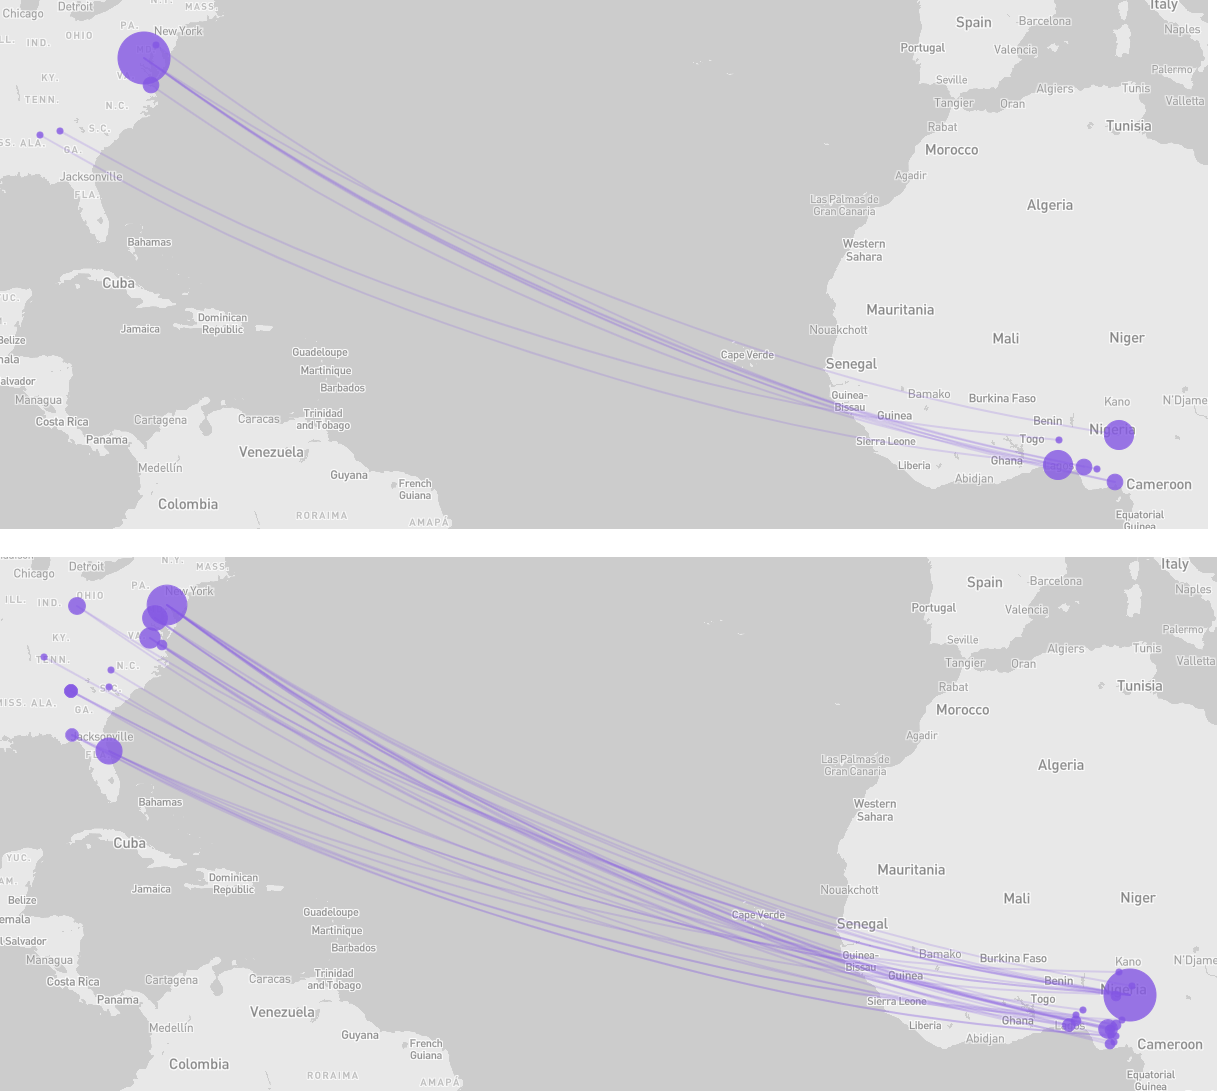 Chicago
Detroit
MASS.
PA.
New York
OHIO
ILL.
IND.
KY.
TENN.
N.C.
S.C.
ALA.
GA.
Jacksonville
FLA.
Bahamas
Cuba
Dominican
Republic
Jamaica
Belize
Managua
Costa Rica
Panama
Guadeloupe
Martinique
Barbados
Trinidad
and Tobago
Cartagena
Caracas
Venezuela
Medellín
Guyana
French
Guiana
Colombia
RORAIMA
AMAPÁ
Spain
Barcelona
Portugal
Valencia
Seville
Italy
Naples
Palermo
Algiers
Tunis
Valletta
Tangier
Oran
Rabat
Tunisia
Morocco
Agadir
Las Palmas de
Gran Canaria
Algeria
Western
Sahara
Mauritania
Nouakchott
Mali
Niger
Cape Verde
Senegal
Guinea-
Bissau
Bamako
Burkina Faso
Kano
N'Djame
Guinea
Benin
Nigeria
Sierra Leone
Togo
Ghana
Liberia
Abidjan
Cameroon
Equatorial
Guinea
N.Y.
MASS.
Chicago
Detroit
PA.
New York
ILL.
IND.
OHIO
KY.
TENN.
N.C.
S.C.
MISS.
ALA.
GA.
Jacksonville
Bahamas
Cuba
YUC.
Dominican
Republic
Jamaica
Belize
Managua
Costa Rica
Panama
Guadeloupe
Martinique
Barbados
Trinidad
and Tobago
Cartagena
Caracas
Venezuela
Medellín
Guyana
French
Guiana
Colombia
RORAIMA
AMAPÁ
Spain
Barcelona
Portugal
Valencia
Seville
Italy
Naples
Palermo
Algiers
Tunis
Valletta
Tangier
Oran
Rabat
Tunisia
Morocco
Agadir
Las Palmas de
Gran Canaria
Algeria
Western
Sahara
Mauritania
Nouakchott
Mali
Niger
Cape Verde
Senegal
Guinea-
Bissau
Bamako
Burkina Faso
Kano
N'Djame
Guinea
Benin
Nigeria
Sierra Leone
Togo
Ghana
Liberia
Abidjan
Cameroon
Equatorial
Guinea